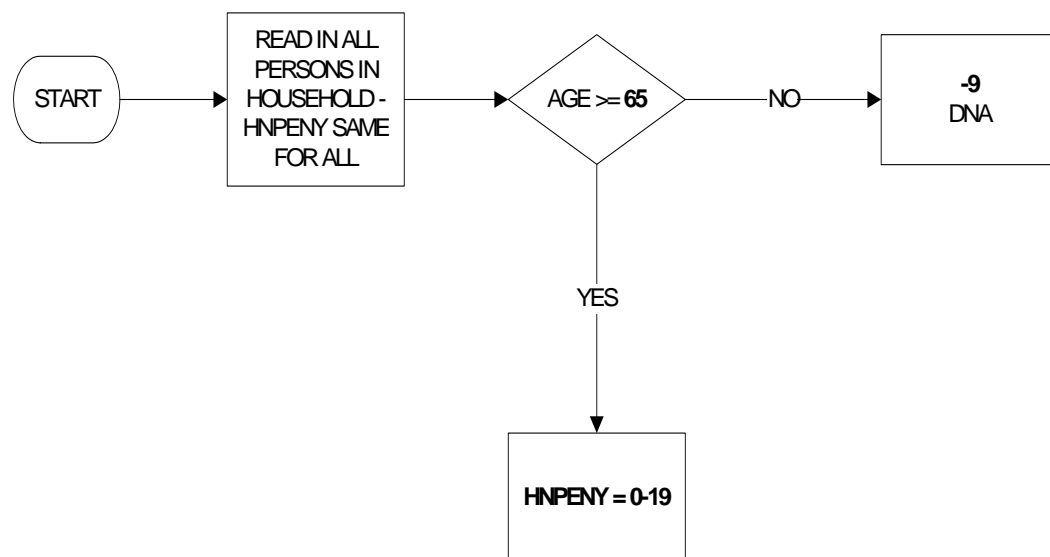 START
READ IN ALL
PERSONS IN
HOUSEHOLD -
HNPENY SAME
FOR ALL
AGE >= 65
NO
-9
DNA
YES
HNPENY = 0-19